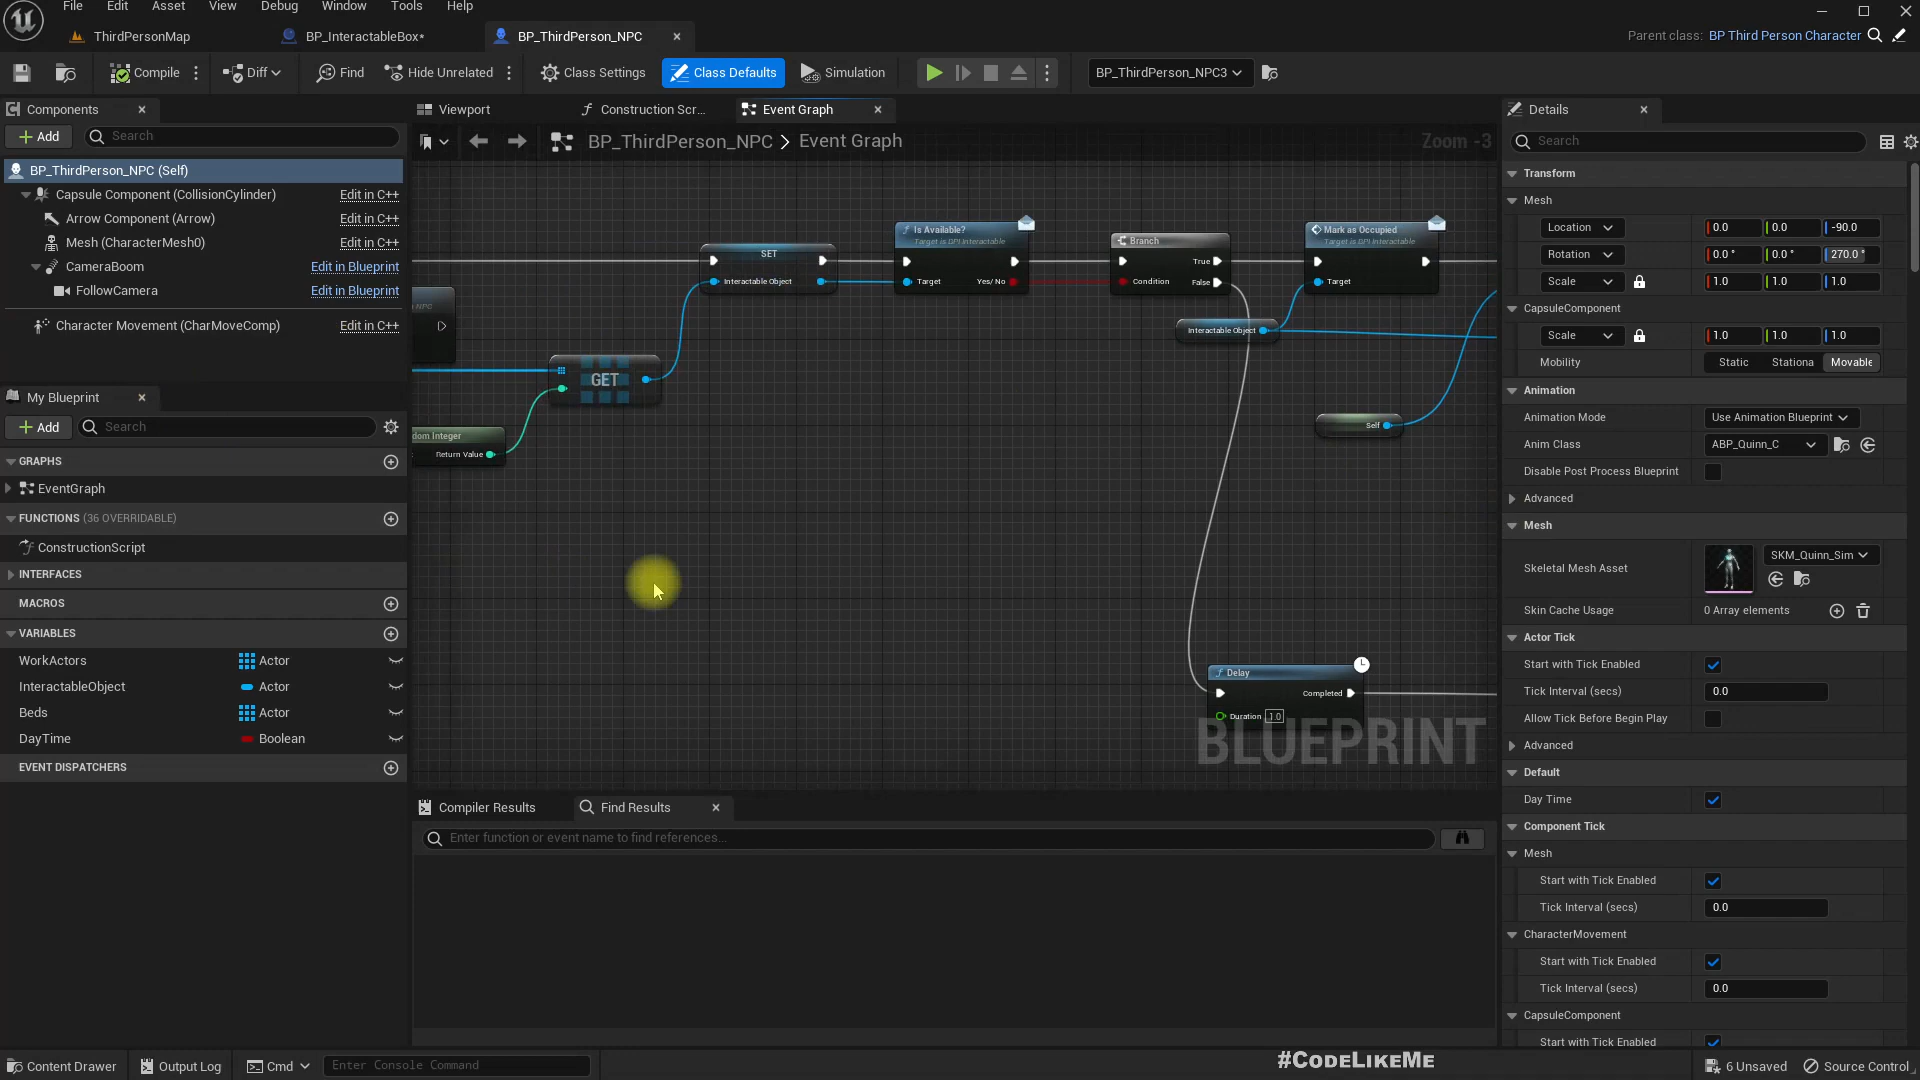 File Edit Asset View Debug Window Tools Help
ThirdPersonMap
BP_InteractableBox*
BP_ThirdPerson_NPC
Parent class: BP Third Person Character
Compile
Diff
Find
Hide Unrelated
Class Settings
Class Defaults
Simulation
BP_ThirdPerson_NPC3
Components
Add
Search
BP_ThirdPerson_NPC (Self)
Capsule Component (CollisionCylinder) Edit in C++
Arrow Component (Arrow) Edit in C++
Mesh (CharacterMesh0) Edit in C++
CameraBoom Edit in Blueprint
FollowCamera Edit in Blueprint
Character Movement (CharMoveComp) Edit in C++
My Blueprint
Add
Search
GRAPHS
EventGraph
FUNCTIONS (36 OVERRIDABLE)
ConstructionScript
INTERFACES
MACROS
VARIABLES
WorkActors Actor
InteractableObject Actor
Beds Actor
DayTime Boolean
EVENT DISPATCHERS
Viewport
Construction Scr...
Event Graph
BP_ThirdPerson_NPC > Event Graph
Zoom -3
SET
Interactable Object
Is Available?
Target is DPI Interactable
Target Yes/ No
Branch
True
Condition False
Mark as Occupied
Target is DPI Interactable
Target
NPC
GET
dom Integer
Return Value
Interactable Object
Self
Delay
Completed
Duration 1.0
BLUEPRINT
Compiler Results
Find Results
Enter function or event name to find references...
Details
Search
Transform
Mesh
Location 0.0 0.0 -90.0
Rotation 0.0 ° 0.0 ° 270.0 °
Scale 1.0 1.0 1.0
CapsuleComponent
Scale 1.0 1.0 1.0
Mobility Static Stationa Movable
Animation
Animation Mode Use Animation Blueprint
Anim Class ABP_Quinn_C
Disable Post Process Blueprint
Advanced
Mesh
Skeletal Mesh Asset SKM_Quinn_Sim
Skin Cache Usage 0 Array elements
Actor Tick
Start with Tick Enabled
Tick Interval (secs) 0.0
Allow Tick Before Begin Play
Advanced
Default
Day Time
Component Tick
Mesh
Start with Tick Enabled
Tick Interval (secs) 0.0
CharacterMovement
Start with Tick Enabled
Tick Interval (secs) 0.0
CapsuleComponent
Start with Tick Enabled
Content Drawer
Output Log
Cmd
Enter Console Command
#CODELIKEME
6 Unsaved
Source Control